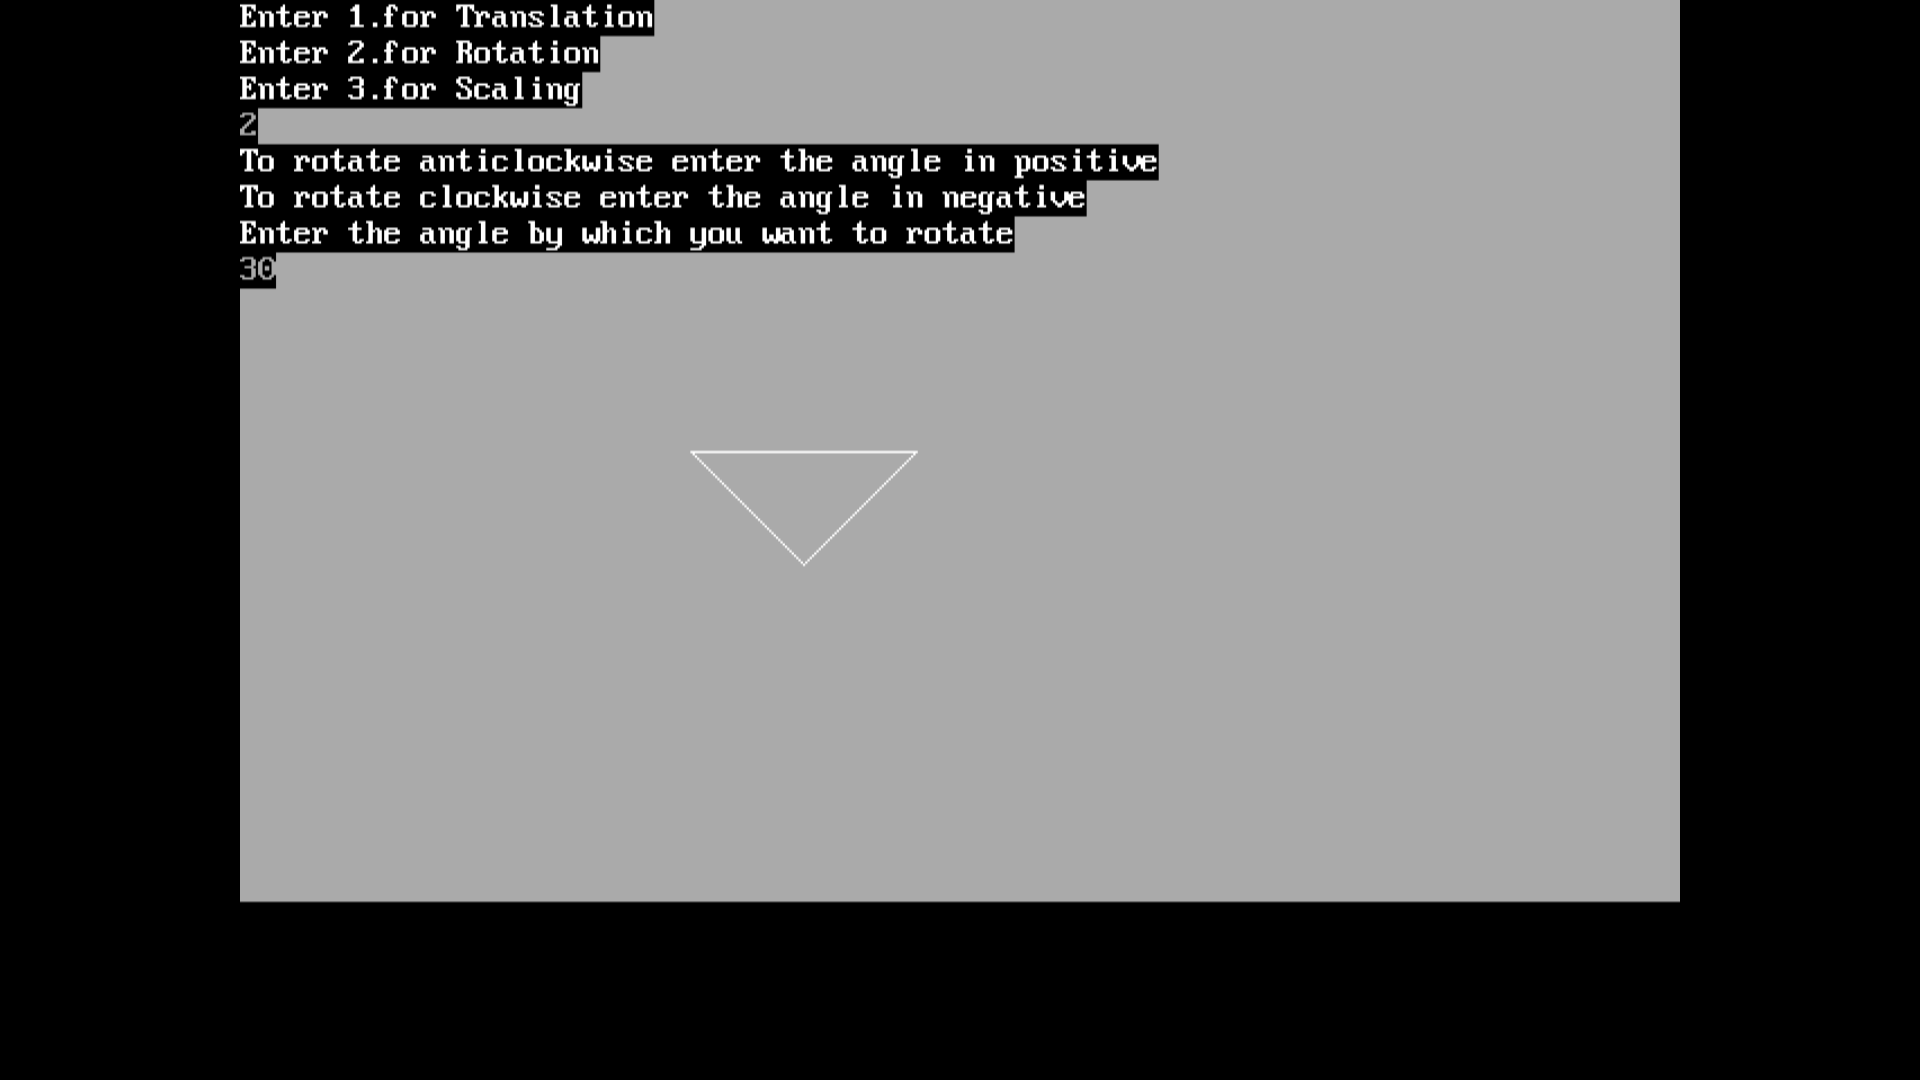 Enter 1.for Translation
Enter 2.for Rotation
Enter 3.for Scaling
2
To rotate anticlockwise enter the angle in positive
To rotate clockwise enter the angle in negative
Enter the angle by which you want to rotate
30